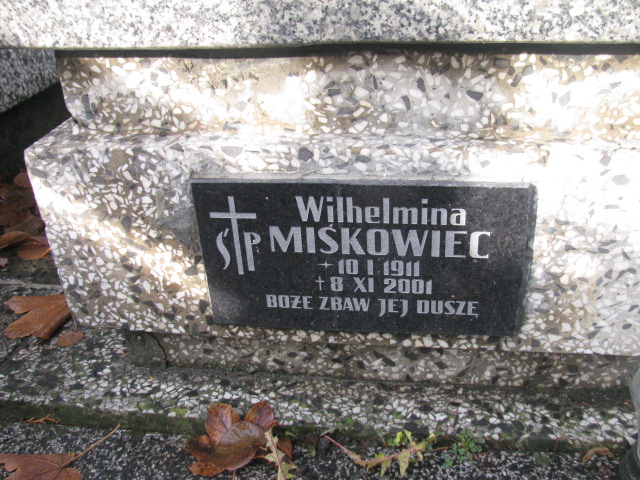 Wilhelmina
ŚP MIŚKOWIEC
10 I 1911
+ 8 XI 2001
BOŻE ZBAW JEJ DUSZĘ